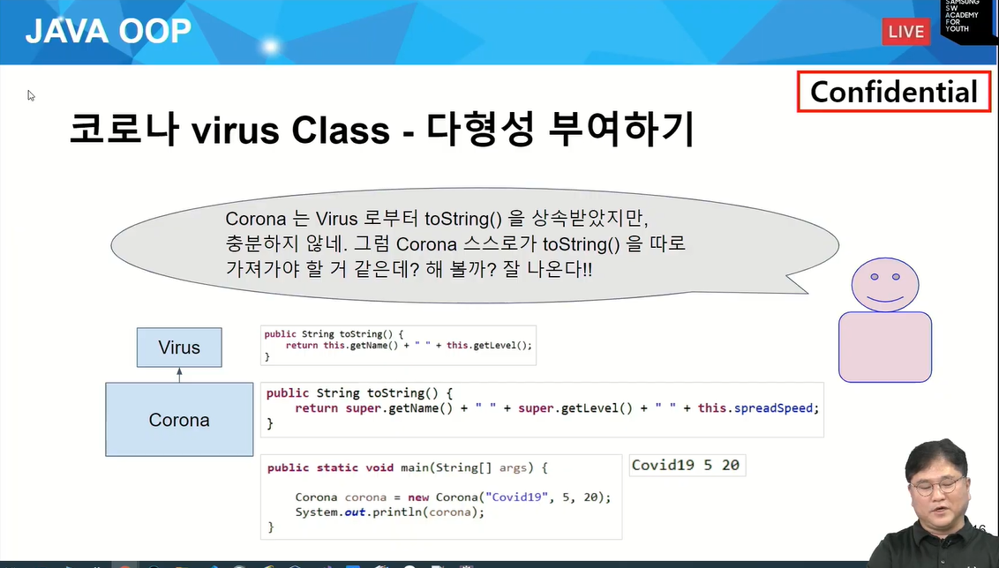 JAVA OOP
LIVE
SAMSUNG
SW
ACADEMY
FOR
YOUTH
Confidential
코로나 virus Class - 다형성 부여하기
Corona 는 Virus 로부터 toString() 을 상속받았지만,
충분하지 않네. 그럼 Corona 스스로가 toString() 을 따로
가져가야 할 거 같은데? 해 볼까? 잘 나온다!!
Virus
public String toString() {
return this.getName() + " " + this.getLevel();
}
Corona
public String toString() {
return super.getName() + " " + super.getLevel() + " " + this.spreadSpeed;
}
public static void main(String[] args) {
Corona corona = new Corona("Covid19", 5, 20);
System.out.println(corona);
}
Covid19 5 20